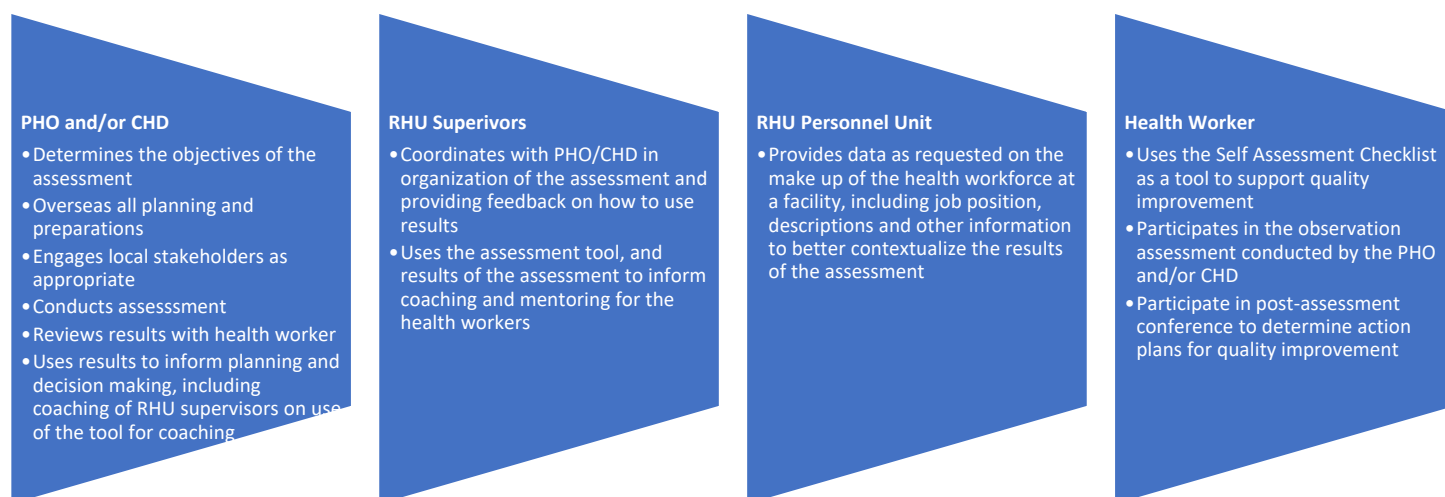 PHO and/or CHD
•Determines the objectives of the
assessment
•Overseas all planning and
preparations
•Engages local stakeholders as
appropriate
•Conducts assesssment
•Reviews results with health worker
•Uses results to inform planning and
decision making, including
coaching of RHU supervisors on use
of the tool for coaching
RHU Superivors
•Coordinates with PHO/CHD in
organization of the assessment and
providing feedback on how to use
results
•Uses the assessment tool, and
results of the assessment to inform
coaching and mentoring for the
health workers
RHU Personnel Unit
•Provides data as requested on the
make up of the health workforce at
a facility, including job position,
descriptions and other information
to better contextualize the results
of the assessment
Health Worker
•Uses the Self Assessment Checklist
as a tool to support quality
improvement
•Participates in the observation
assessment conducted by the PHO
and/or CHD
•Participate in post-assessment
conference to determine action
plans for quality improvement